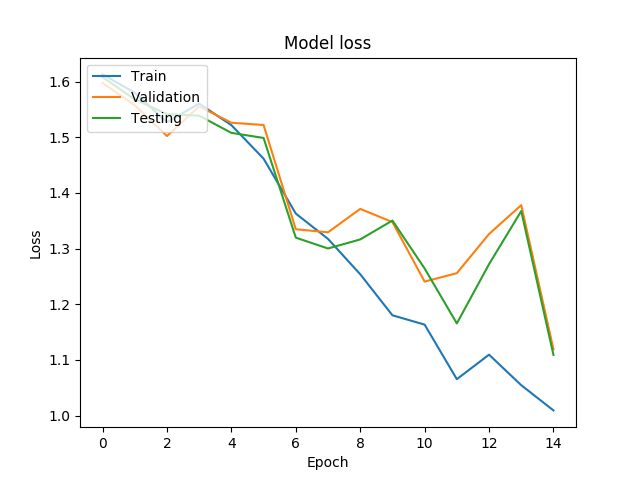 Model loss
Train
Validation
Testing
1.6
1.5
1.4
1.3
1.2
1.1
1.0
Loss
0 2 4 6 8 10 12 14
Epoch